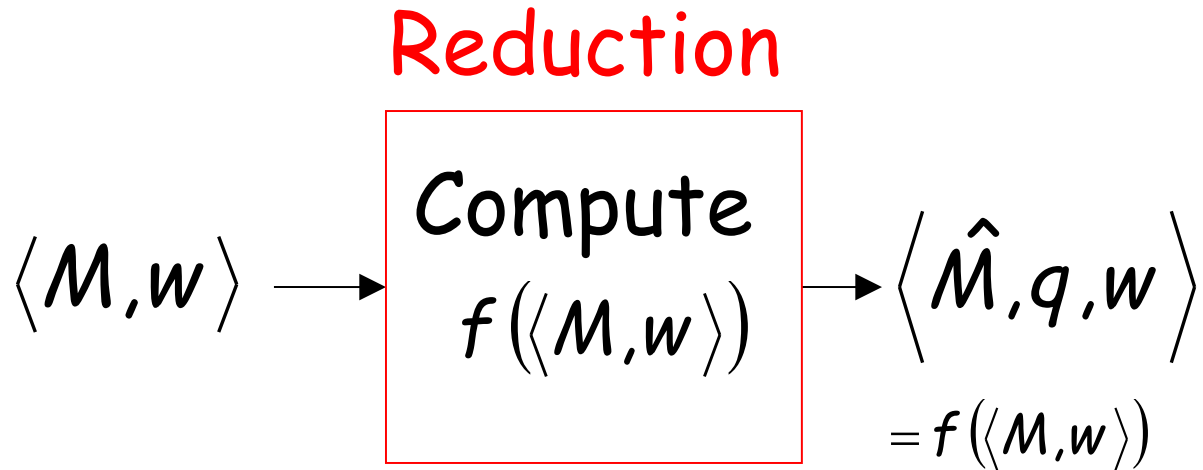 Reduction
Compute
⟨M,w⟩ f(⟨M,w⟩) ⟨M̂,q,w⟩
= f(⟨M,w⟩)